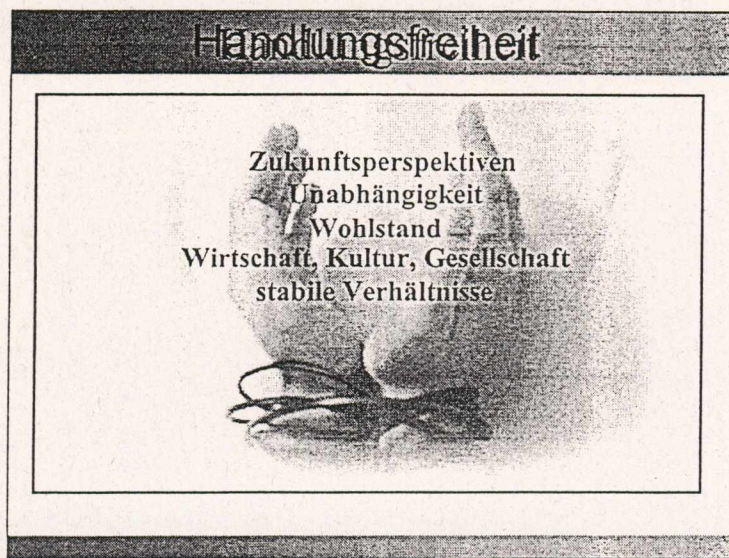 Handlungsfreiheit
Zukunftsperspektiven
Unabhängigkeit
Wohlstand
Wirtschaft, Kultur, Gesellschaft
stabile Verhältnisse